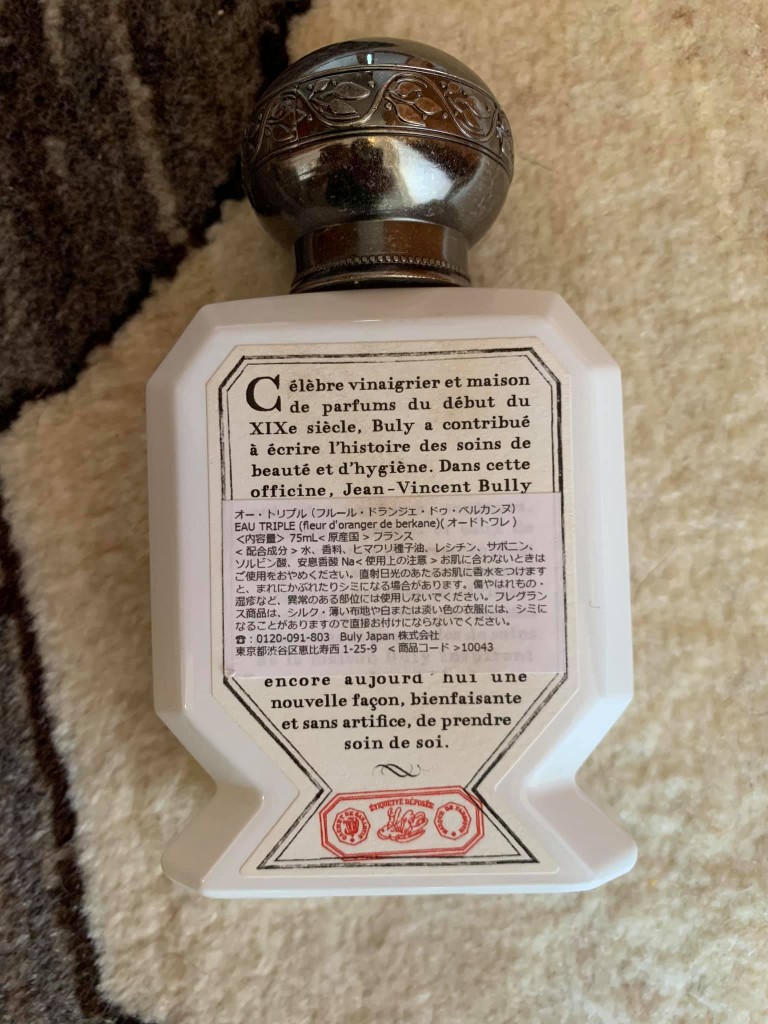 Célèbre vinaigrier et maison
de parfums du début du
XIXe siècle, Buly a contribué
à écrire l'histoire des soins de
beauté et d'hygiène. Dans cette
officine, Jean-Vincent Bully
オー・トリプル（フルール・ドランジェ・ドゥ・ベルカンヌ）
EAU TRIPLE (fleur d'oranger de berkane)(オードトワレ)
＜内容量＞ 75mL＜原産国＞フランス
＜配合成分＞水、香料、ヒマワリ種子油、レシチン、サポニン、
ソルビン酸、安息香酸 Na＜使用上の注意＞お肌に合わないときは
ご使用をおやめください。直射日光のあたるお肌に香水をつけますと
、まれにかぶれたりシミになる場合があります。傷やはれもの・
湿疹など、異常のある部位には使用しないでください。フレグラン
ス商品は、シルク・薄い布地や白または淡い色の衣服には、シミに
なることがありますので直接お付けにならないでください。
☎：0120-091-803 Buly Japan 株式会社
東京都渋谷区恵比寿西 1-25-9 ＜商品コード＞10043
encore aujourd'hui une
nouvelle façon, bienfaisante
et sans artifice, de prendre
soin de soi.
ÉTIQUETTE DÉPOSÉE